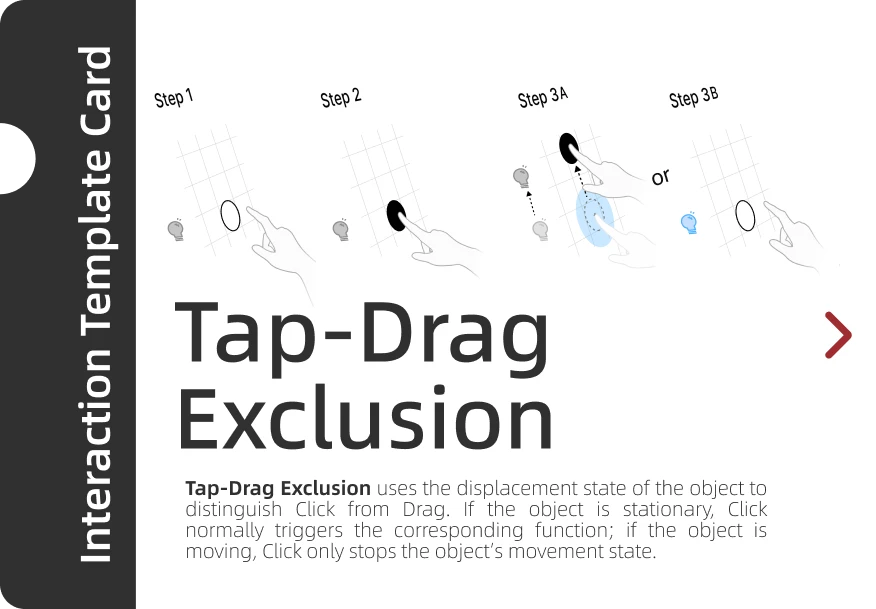 Interaction Template Card
Step 1
Step 2
Step 3A
Step 3B
or
Tap-Drag
Exclusion
Tap-Drag Exclusion uses the displacement state of the object to
distinguish Click from Drag. If the object is stationary, Click
normally triggers the corresponding function; if the object is
moving, Click only stops the object’s movement state.